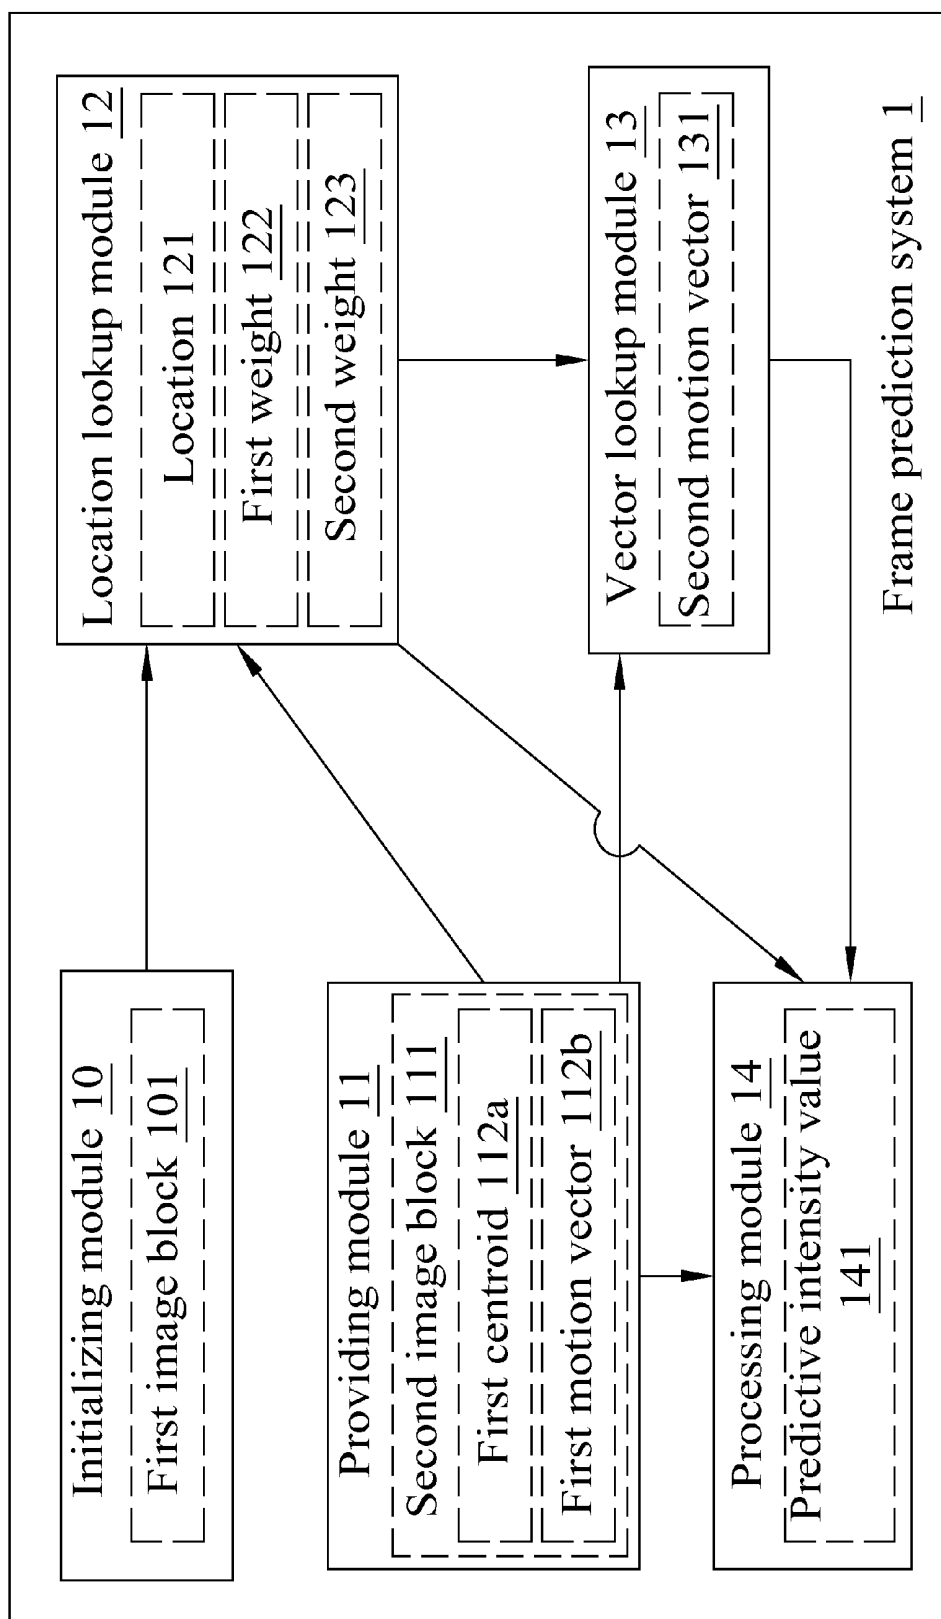 Initializing module 10
First image block 101
Providing module 11
Second image block 111
First centroid 112a
First motion vector 112b
Processing module 14
Predictive intensity value
141
Location lookup module 12
Location 121
First weight 122
Second weight 123
Vector lookup module 13
Second motion vector 131
Frame prediction system 1